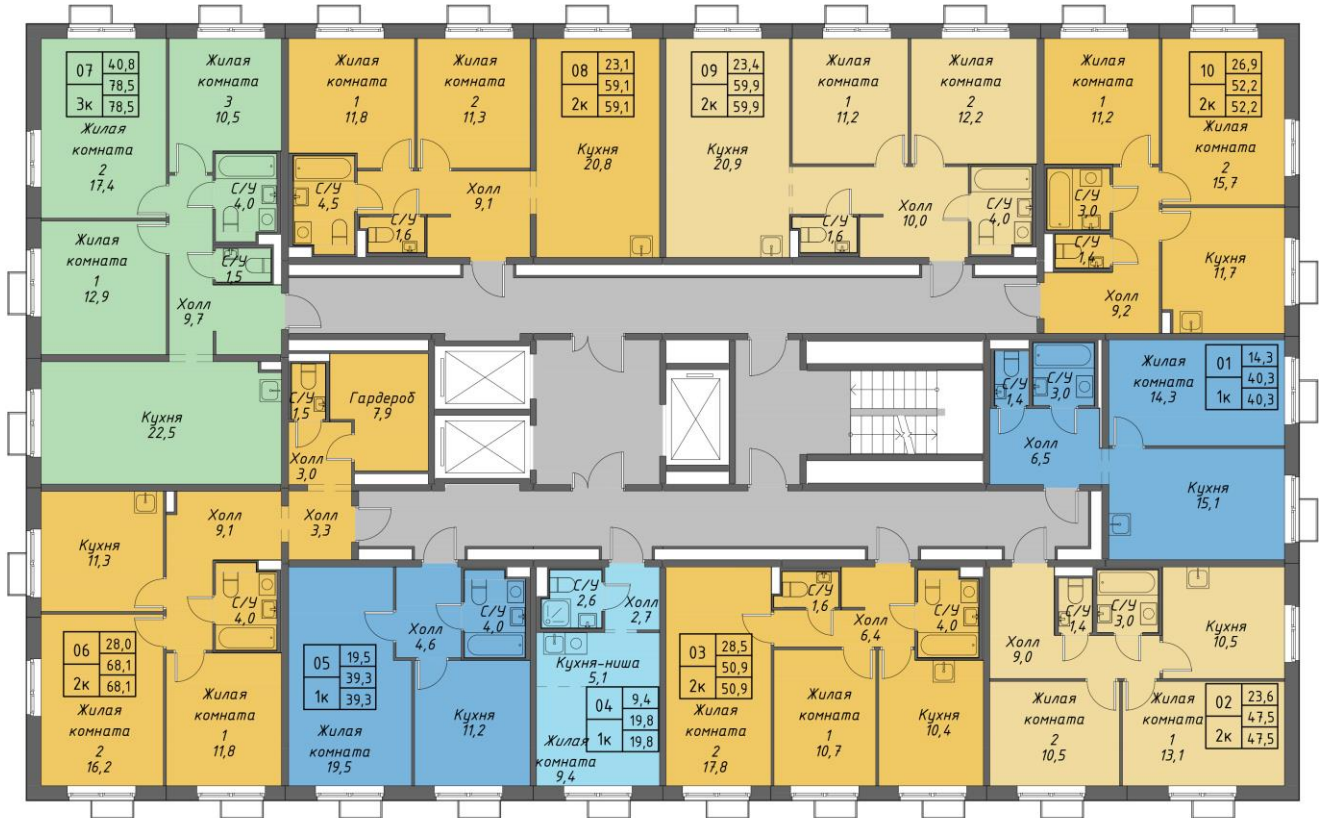 07
40,8
78,5
3к
78,5
Жилая
комната
2
17,4
Жилая
комната
3
10,5
С/У
4,0
Жилая
комната
1
12,9
С/У
1,5
Холл
9,7
Кухня
22,5
Жилая
комната
1
11,8
Жилая
комната
2
11,3
08
23,1
59,1
2к
59,1
Кухня
20,8
С/У
4,5
С/У
1,6
Холл
9,1
09
23,4
59,9
2к
59,9
Кухня
20,9
Жилая
комната
1
11,2
Жилая
комната
2
12,2
С/У
1,6
Холл
10,0
С/У
4,0
Жилая
комната
1
11,2
10
26,9
52,2
2к
52,2
Жилая
комната
2
15,7
С/У
3,0
С/У
1,4
Холл
9,2
Кухня
11,7
С/У
1,5
Гардероб
7,9
Холл
3,0
Холл
3,3
С/У
1,4
С/У
3,0
Жилая
комната
14,3
01
14,3
40,3
1к
40,3
Холл
6,5
Кухня
15,1
Кухня
11,3
Холл
9,1
С/У
4,0
06
28,0
68,1
2к
68,1
Жилая
комната
2
16,2
Жилая
комната
1
11,8
05
19,5
39,3
1к
39,3
Жилая
комната
19,5
Холл
4,6
С/У
4,0
Кухня
11,2
С/У
2,6
Холл
2,7
Кухня-ниша
5,1
04
9,4
19,8
1к
19,8
Жилая
комната
9,4
03
28,5
50,9
2к
50,9
Жилая
комната
2
17,8
С/У
1,6
Холл
6,4
С/У
4,0
Жилая
комната
1
10,7
Кухня
10,4
Холл
9,0
С/У
1,4
С/У
3,0
Кухня
10,5
Жилая
комната
2
10,5
Жилая
комната
1
13,1
02
23,6
47,5
2к
47,5